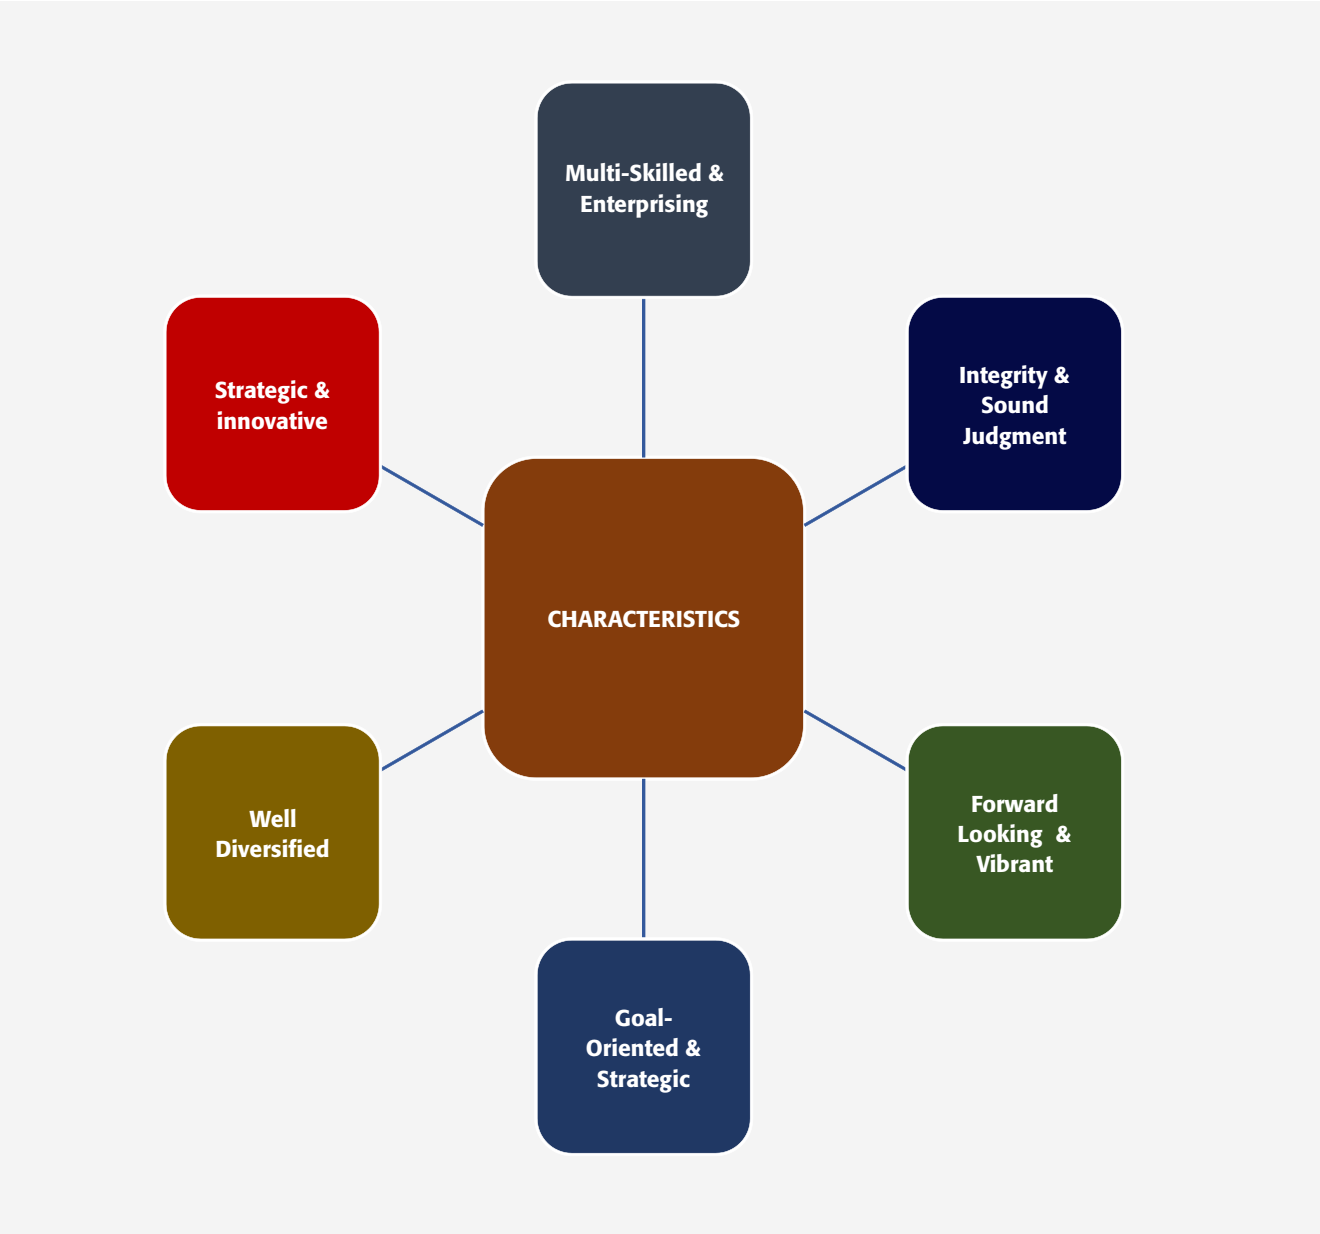 Multi-Skilled &
Enterprising
Strategic &
innovative
Integrity &
Sound
Judgment
CHARACTERISTICS
Well
Diversified
Forward
Looking  &
Vibrant
Goal-
Oriented &
Strategic